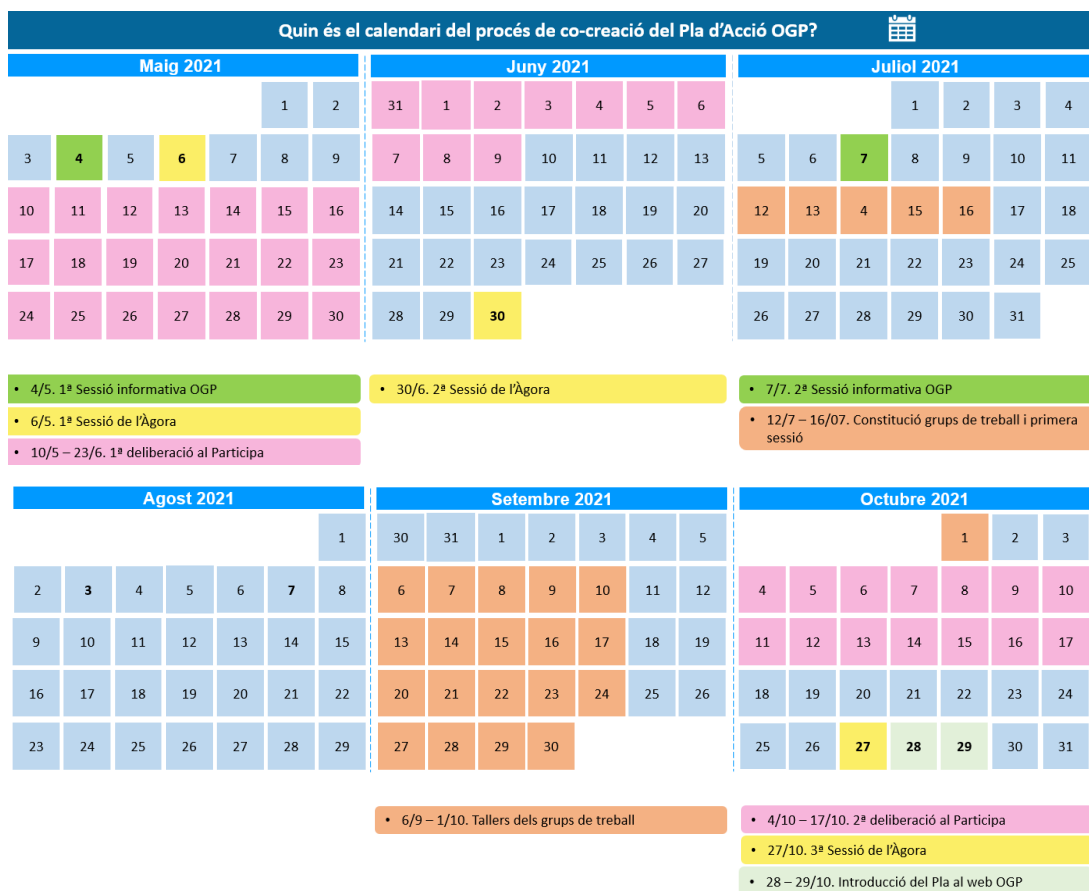 Quin és el calendari del procés de co-creació del Pla d'Acció OGP?
Maig 2021
1 2
3 4 5 6 7 8 9
10 11 12 13 14 15 16
17 18 19 20 21 22 23
24 25 26 27 28 29 30
Juny 2021
31 1 2 3 4 5 6
7 8 9 10 11 12 13
14 15 16 17 18 19 20
21 22 23 24 25 26 27
28 29 30
Juliol 2021
1 2 3 4
5 6 7 8 9 10 11
12 13 4 15 16 17 18
19 20 21 22 23 24 25
26 27 28 29 30 31
• 4/5. 1ª Sessió informativa OGP
• 6/5. 1ª Sessió de l'Àgora
• 10/5 – 23/6. 1ª deliberació al Participa
• 30/6. 2ª Sessió de l'Àgora
• 7/7. 2ª Sessió informativa OGP
• 12/7 – 16/07. Constitució grups de treball i primera
sessió
Agost 2021
1
2 3 4 5 6 7 8
9 10 11 12 13 14 15
16 17 18 19 20 21 22
23 24 25 26 27 28 29
Setembre 2021
30 31 1 2 3 4 5
6 7 8 9 10 11 12
13 14 15 16 17 18 19
20 21 22 23 24 25 26
27 28 29 30
Octubre 2021
1 2 3
4 5 6 7 8 9 10
11 12 13 14 15 16 17
18 19 20 21 22 23 24
25 26 27 28 29 30 31
• 6/9 – 1/10. Tallers dels grups de treball
• 4/10 – 17/10. 2ª deliberació al Participa
• 27/10. 3ª Sessió de l'Àgora
• 28 – 29/10. Introducció del Pla al web OGP